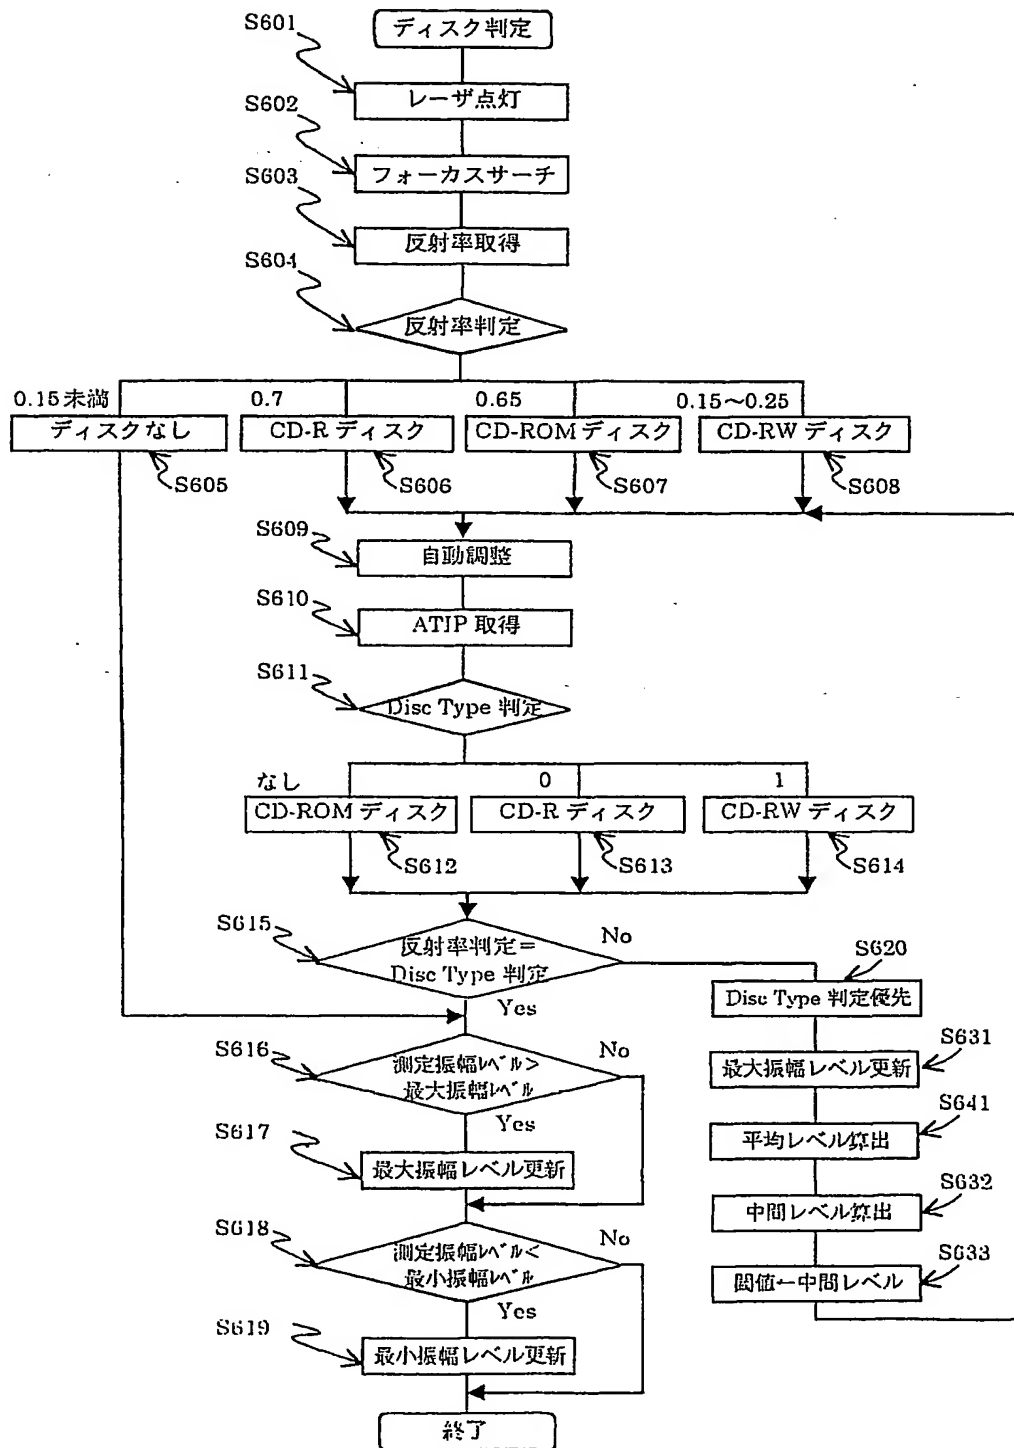 S601
ディスク判定
レーザ点灯
S602
フォーカスサーチ
S603
反射率取得
S604
反射率判定
0.15未満
0.7
0.65
0.15～0.25
ディスクなし
CD-R ディスク
CD-ROM ディスク
CD-RW ディスク
S605
S606
S607
S608
S609
自動調整
S610
ATIP 取得
S611
Disc Type 判定
なし
0
1
CD-ROM ディスク
CD-R ディスク
CD-RW ディスク
S612
S613
S614
S615
反射率判定＝
Disc Type 判定
No
Yes
S620
Disc Type 判定優先
S616
測定振幅レベル>
最大振幅レベル
No
Yes
S631
最大振幅レベル更新
S617
最大振幅レベル更新
S641
平均レベル算出
S632
中間レベル算出
S618
測定振幅レベル<
最小振幅レベル
No
Yes
S633
閾値←中間レベル
S619
最小振幅レベル更新
終了